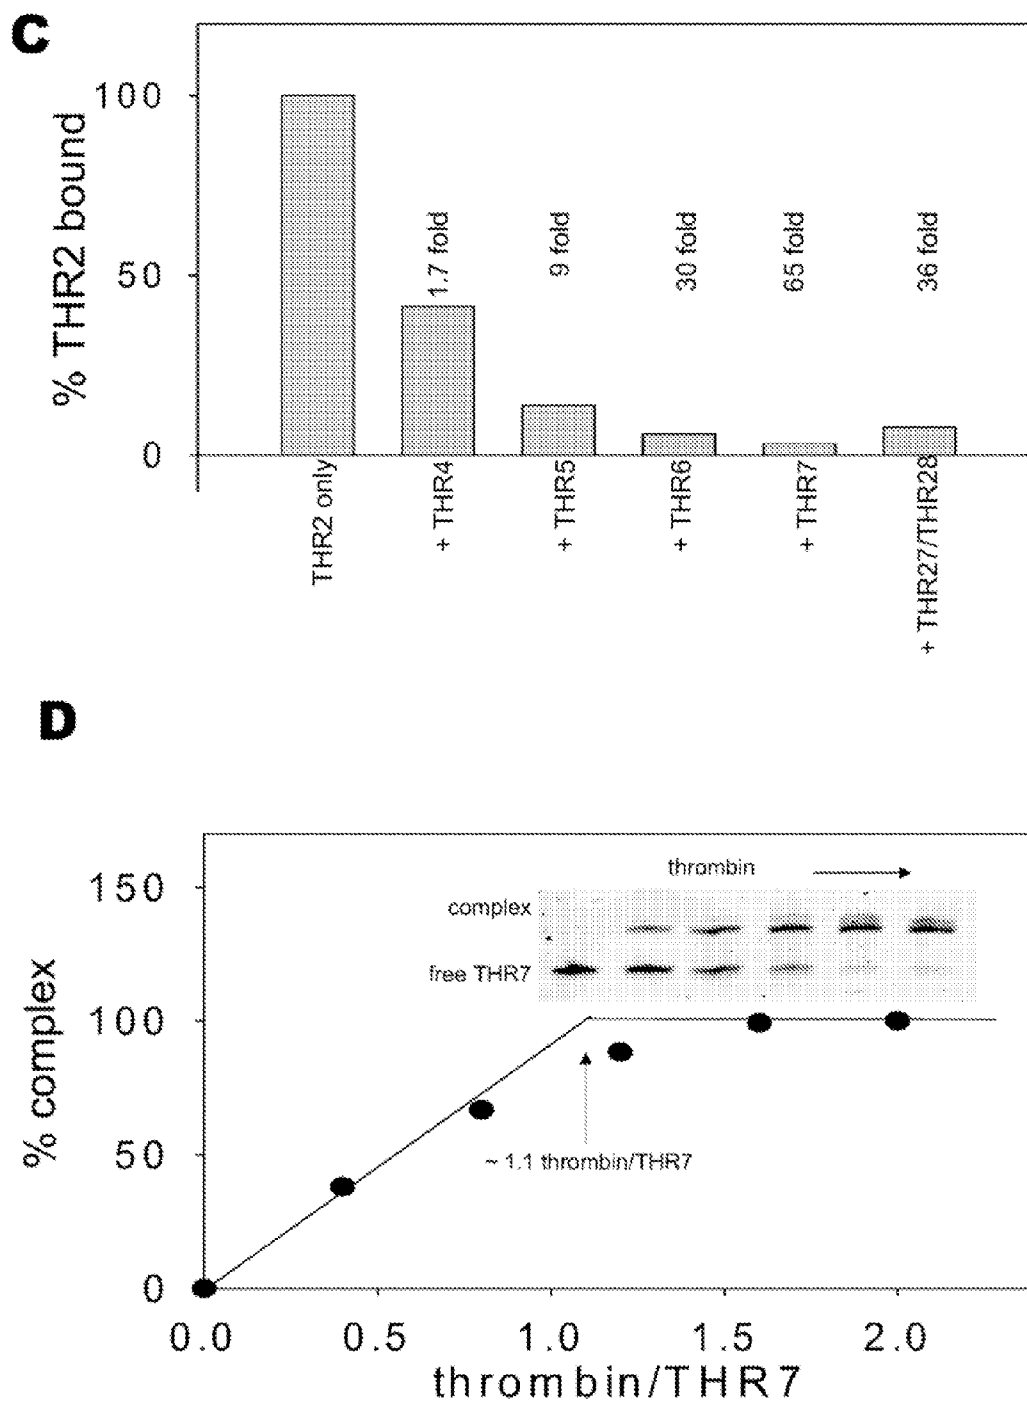 C
% THR2 bound
100
50
0
1.7 fold
9 fold
30 fold
65 fold
36 fold
THR2 only
+ THR4
+ THR5
+ THR6
+ THR7
+ THR27/THR28
D
% complex
150
100
50
0
thrombin
complex
free THR7
~ 1.1 thrombin/THR7
0.0 0.5 1.0 1.5 2.0
thrombin/THR7